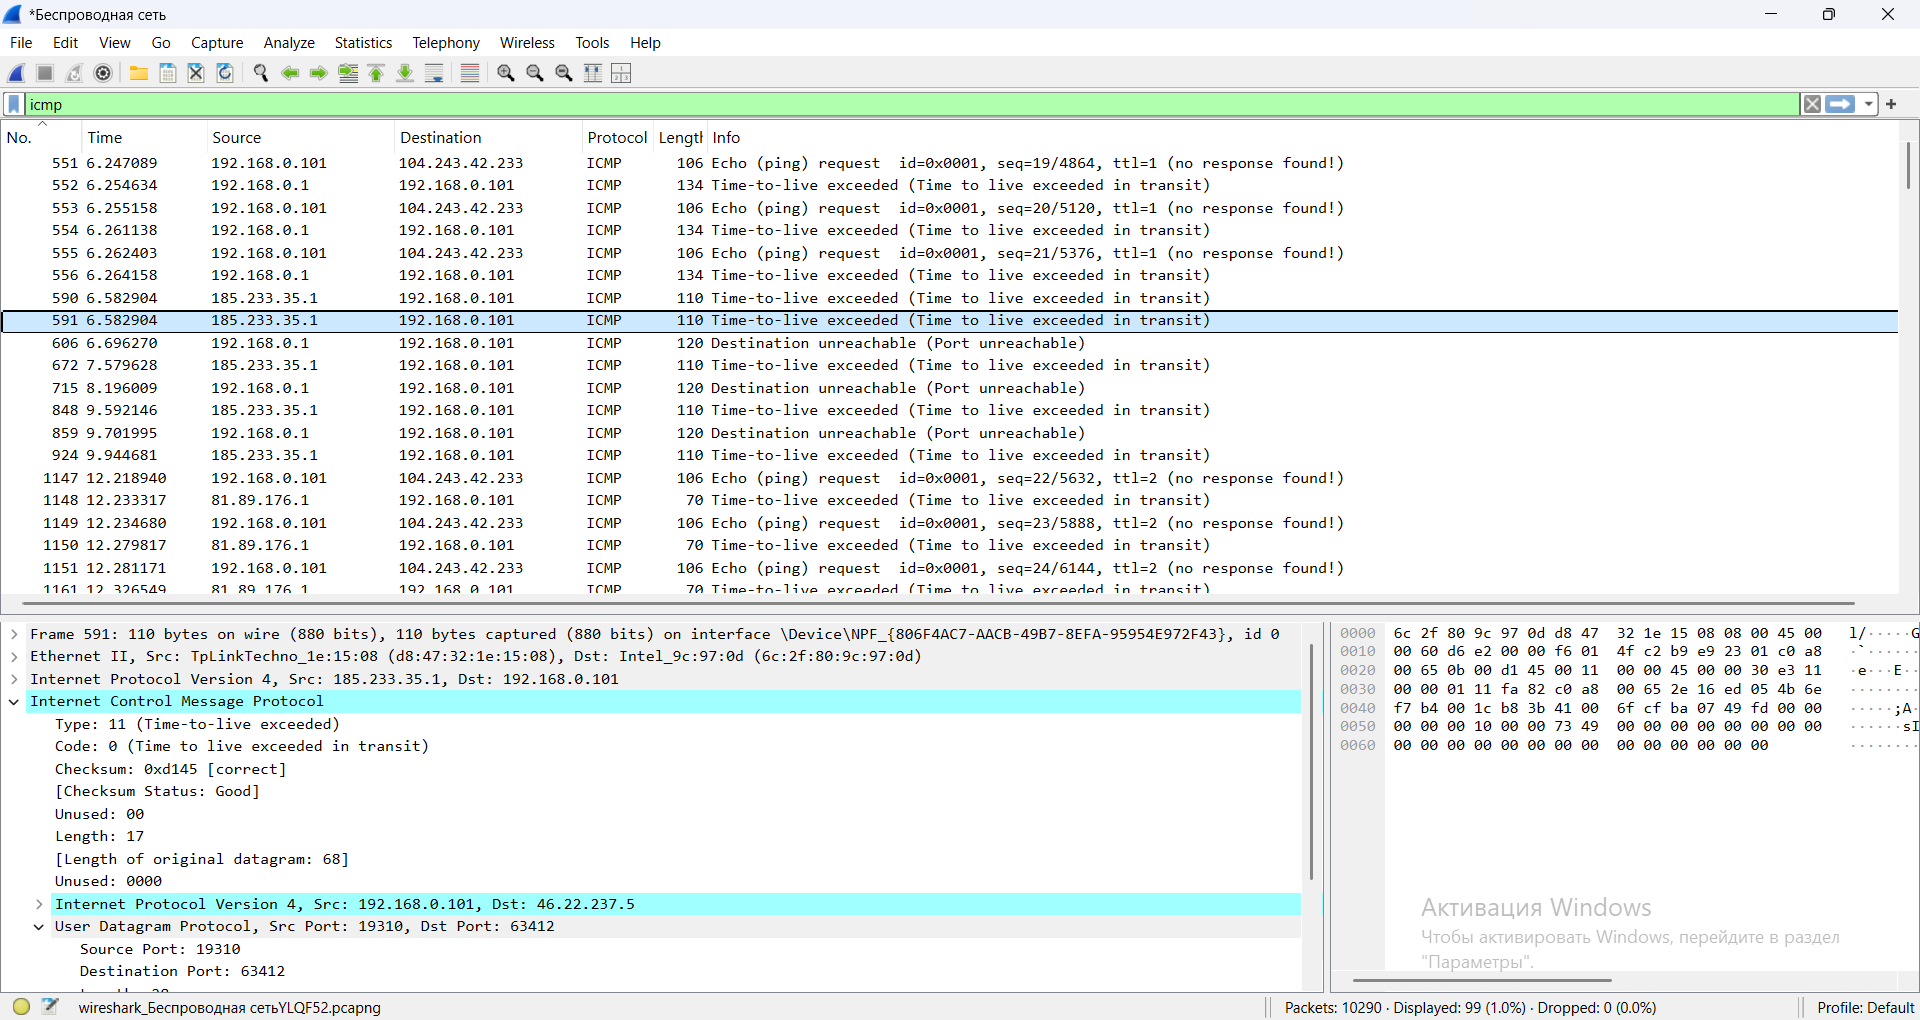 *Беспроводная сеть
File Edit View Go Capture Analyze Statistics Telephony Wireless Tools Help
icmp
No. Time Source Destination Protocol Length Info
551 6.247089 192.168.0.101 104.243.42.233 ICMP 106 Echo (ping) request id=0x0001, seq=19/4864, ttl=1 (no response found!)
552 6.254634 192.168.0.1 192.168.0.101 ICMP 134 Time-to-live exceeded (Time to live exceeded in transit)
553 6.255158 192.168.0.101 104.243.42.233 ICMP 106 Echo (ping) request id=0x0001, seq=20/5120, ttl=1 (no response found!)
554 6.261138 192.168.0.1 192.168.0.101 ICMP 134 Time-to-live exceeded (Time to live exceeded in transit)
555 6.262403 192.168.0.101 104.243.42.233 ICMP 106 Echo (ping) request id=0x0001, seq=21/5376, ttl=1 (no response found!)
556 6.264158 192.168.0.1 192.168.0.101 ICMP 134 Time-to-live exceeded (Time to live exceeded in transit)
590 6.582904 185.233.35.1 192.168.0.101 ICMP 110 Time-to-live exceeded (Time to live exceeded in transit)
591 6.582904 185.233.35.1 192.168.0.101 ICMP 110 Time-to-live exceeded (Time to live exceeded in transit)
606 6.696270 192.168.0.1 192.168.0.101 ICMP 120 Destination unreachable (Port unreachable)
672 7.579628 185.233.35.1 192.168.0.101 ICMP 110 Time-to-live exceeded (Time to live exceeded in transit)
715 8.196009 192.168.0.1 192.168.0.101 ICMP 120 Destination unreachable (Port unreachable)
848 9.592146 185.233.35.1 192.168.0.101 ICMP 110 Time-to-live exceeded (Time to live exceeded in transit)
859 9.701995 192.168.0.1 192.168.0.101 ICMP 120 Destination unreachable (Port unreachable)
924 9.944681 185.233.35.1 192.168.0.101 ICMP 110 Time-to-live exceeded (Time to live exceeded in transit)
1147 12.218940 192.168.0.101 104.243.42.233 ICMP 106 Echo (ping) request id=0x0001, seq=22/5632, ttl=2 (no response found!)
1148 12.233317 81.89.176.1 192.168.0.101 ICMP 70 Time-to-live exceeded (Time to live exceeded in transit)
1149 12.234680 192.168.0.101 104.243.42.233 ICMP 106 Echo (ping) request id=0x0001, seq=23/5888, ttl=2 (no response found!)
1150 12.279817 81.89.176.1 192.168.0.101 ICMP 70 Time-to-live exceeded (Time to live exceeded in transit)
1151 12.281171 192.168.0.101 104.243.42.233 ICMP 106 Echo (ping) request id=0x0001, seq=24/6144, ttl=2 (no response found!)
1161 12.326549 81.89.176.1 192.168.0.101 ICMP 70 Time-to-live exceeded (Time to live exceeded in transit)
Frame 591: 110 bytes on wire (880 bits), 110 bytes captured (880 bits) on interface \Device\NPF_{806F4AC7-AACB-49B7-8EFA-95954E972F43}, id 0
Ethernet II, Src: TpLinkTechno_1e:15:08 (d8:47:32:1e:15:08), Dst: Intel_9c:97:0d (6c:2f:80:9c:97:0d)
Internet Protocol Version 4, Src: 185.233.35.1, Dst: 192.168.0.101
Internet Control Message Protocol
Type: 11 (Time-to-live exceeded)
Code: 0 (Time to live exceeded in transit)
Checksum: 0xd145 [correct]
[Checksum Status: Good]
Unused: 00
Length: 17
[Length of original datagram: 68]
Unused: 0000
Internet Protocol Version 4, Src: 192.168.0.101, Dst: 46.22.237.5
User Datagram Protocol, Src Port: 19310, Dst Port: 63412
Source Port: 19310
Destination Port: 63412
0000 6c 2f 80 9c 97 0d d8 47 32 1e 15 08 08 00 45 00 l/·····G
0010 00 60 d6 e2 00 00 f6 01 4f c2 b9 e9 23 01 c0 a8 ·`······
0020 00 65 0b 00 d1 45 00 11 00 00 45 00 00 30 e3 11 ·e···E··
0030 00 00 01 11 fa 82 c0 a8 00 65 2e 16 ed 05 4b 6e ········
0040 f7 b4 00 1c b8 3b 41 00 6f cf ba 07 49 fd 00 00 ·····;A·
0050 00 00 00 10 00 00 73 49 00 00 00 00 00 00 00 00 ······sI
0060 00 00 00 00 00 00 00 00 00 00 00 00 00 00 ········
Активация Windows
Чтобы активировать Windows, перейдите в раздел
"Параметры".
wireshark_Беспроводная сетьYLQF52.pcapng
Packets: 10290 · Displayed: 99 (1.0%) · Dropped: 0 (0.0%)
Profile: Default